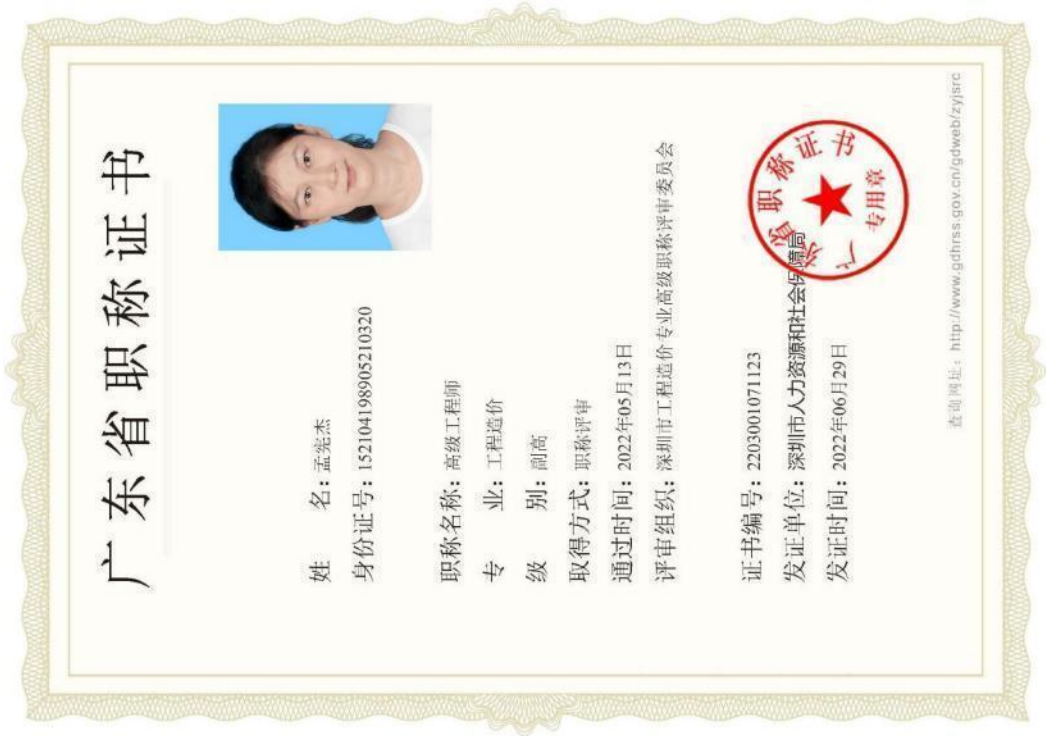 广东省职称证书
姓 名：孟宪杰
身份证号：152104198905210320
职称名称：高级工程师
专 业：工程造价
级 别：副高
取得方式：职称评审
通过时间：2022年05月13日
评审组织：深圳市工程造价专业高级职称评审委员会
证书编号：2203001071123
发证单位：深圳市人力资源和社会保障局
发证时间：2022年06月29日
广东省职称证书
专用章
查询网址：http://www.gdhrss.gov.cn/gdweb/zyjsrc